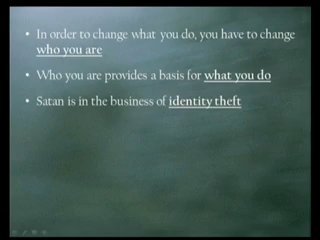 • In order to change what you do, you have to change
who you are
• Who you are provides a basis for what you do
• Satan is in the business of identity theft